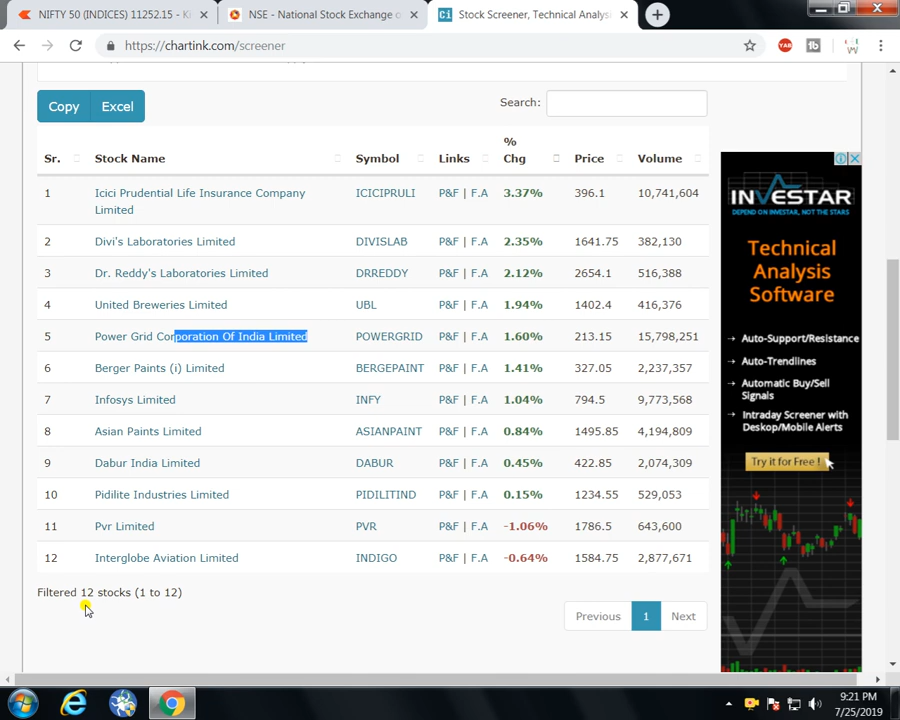 NIFTY 50 (INDICES) 11252.15 - K
NSE - National Stock Exchange o
Stock Screener, Technical Analys
https://chartink.com/screener
Copy Excel
Search:
Sr. Stock Name Symbol Links % Chg Price Volume
1 Icici Prudential Life Insurance Company Limited ICICIPRULI P&F | F.A 3.37% 396.1 10,741,604
2 Divi's Laboratories Limited DIVISLAB P&F | F.A 2.35% 1641.75 382,130
3 Dr. Reddy's Laboratories Limited DRREDDY P&F | F.A 2.12% 2654.1 516,388
4 United Breweries Limited UBL P&F | F.A 1.94% 1402.4 416,376
5 Power Grid Corporation Of India Limited POWERGRID P&F | F.A 1.60% 213.15 15,798,251
6 Berger Paints (i) Limited BERGEPAINT P&F | F.A 1.41% 327.05 2,237,357
7 Infosys Limited INFY P&F | F.A 1.04% 794.5 9,773,568
8 Asian Paints Limited ASIANPAINT P&F | F.A 0.84% 1495.85 4,194,809
9 Dabur India Limited DABUR P&F | F.A 0.45% 422.85 2,074,309
10 Pidilite Industries Limited PIDILITIND P&F | F.A 0.15% 1234.55 529,053
11 Pvr Limited PVR P&F | F.A -1.06% 1786.5 643,600
12 Interglobe Aviation Limited INDIGO P&F | F.A -0.64% 1584.75 2,877,671
Filtered 12 stocks (1 to 12)
Previous 1 Next
INVESTAR
DEPEND ON INVESTAR, NOT THE STARS
Technical
Analysis
Software
Auto-Support/Resistance
Auto-Trendlines
Automatic Buy/Sell
Signals
Intraday Screener with
Deskop/Mobile Alerts
Try it for Free !
9:21 PM
7/25/2019